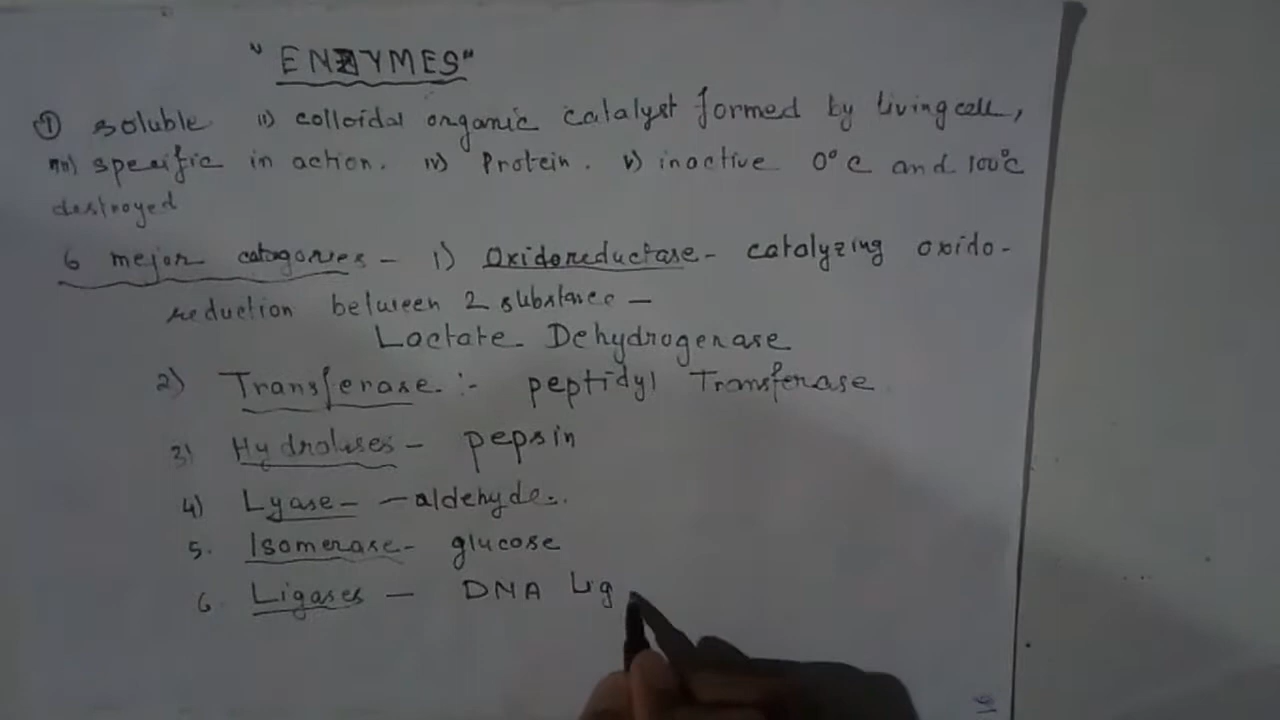 "ENZYMES"
① soluble ii) colloidal organic catalyst formed by living cell,
iii) specific in action. iv) Protein. v) inactive 0°C and 100°C
destroyed
6 mejor catagories - 1) Oxidoreductase - catalyzing oxido-
reduction between 2 substance -
Lactate Dehydrogenase
2) Transferase :- peptidyl Transferase
3) Hydrolases - pepsin
4) Lyase - - aldehyde..
5. Isomerase - glucose
6. Ligases - DNA Lig